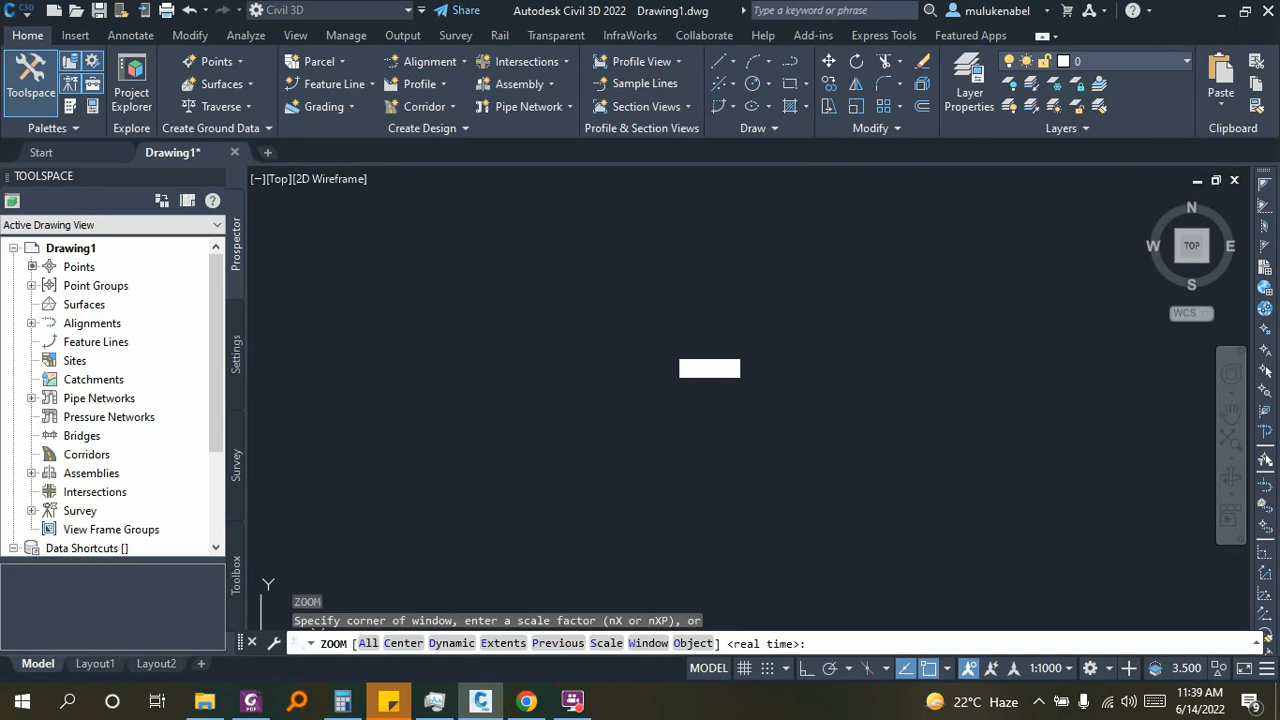 C3D Civil 3D Share Autodesk Civil 3D 2022 Drawing1.dwg Type a keyword or phrase mulukenabel
Home Insert Annotate Modify Analyze View Manage Output Survey Rail Transparent InfraWorks Collaborate Help Add-ins Express Tools Featured Apps
Toolspace
Palettes
Project Explorer
Explore
Points
Surfaces
Traverse
Create Ground Data
Parcel
Feature Line
Grading
Alignment
Profile
Corridor
Intersections
Assembly
Pipe Network
Create Design
Profile View
Sample Lines
Section Views
Profile & Section Views
Draw
Modify
Layer Properties
0
Layers
Paste
Clipboard
Start Drawing1*
TOOLSPACE
Active Drawing View
Drawing1
Points
Point Groups
Surfaces
Alignments
Feature Lines
Sites
Catchments
Pipe Networks
Pressure Networks
Bridges
Corridors
Assemblies
Intersections
Survey
View Frame Groups
Data Shortcuts []
Prospector
Settings
Survey
Toolbox
[−][Top][2D Wireframe]
N
W TOP E
S
WCS
Y
ZOOM
Specify corner of window, enter a scale factor (nX or nXP), or
ZOOM [All Center Dynamic Extents Previous Scale Window Object] <real time>:
Model Layout1 Layout2 MODEL 1:1000 3.500
22°C Haze
11:39 AM
6/14/2022
9